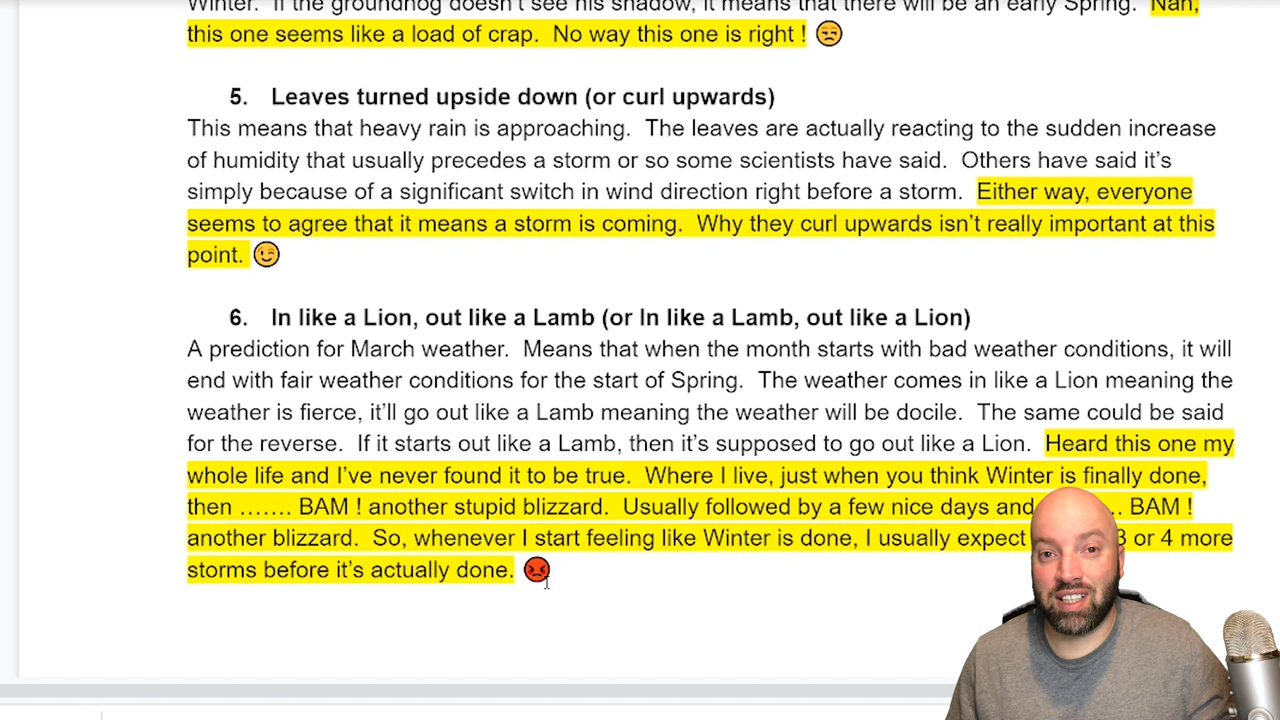 Winter. If the groundhog doesn't see his shadow, it means that there will be an early Spring. Nah,
this one seems like a load of crap. No way this one is right !
5. Leaves turned upside down (or curl upwards)
This means that heavy rain is approaching. The leaves are actually reacting to the sudden increase
of humidity that usually precedes a storm or so some scientists have said. Others have said it's
simply because of a significant switch in wind direction right before a storm. Either way, everyone
seems to agree that it means a storm is coming. Why they curl upwards isn't really important at this
point. 😉
6. In like a Lion, out like a Lamb (or In like a Lamb, out like a Lion)
A prediction for March weather. Means that when the month starts with bad weather conditions, it will
end with fair weather conditions for the start of Spring. The weather comes in like a Lion meaning the
weather is fierce, it'll go out like a Lamb meaning the weather will be docile. The same could be said
for the reverse. If it starts out like a Lamb, then it's supposed to go out like a Lion. Heard this one my
whole life and I've never found it to be true. Where I live, just when you think Winter is finally done,
then ....... BAM ! another stupid blizzard. Usually followed by a few nice days and .. BAM !
another blizzard. So, whenever I start feeling like Winter is done, I usually expect 3 or 4 more
storms before it's actually done. 😡